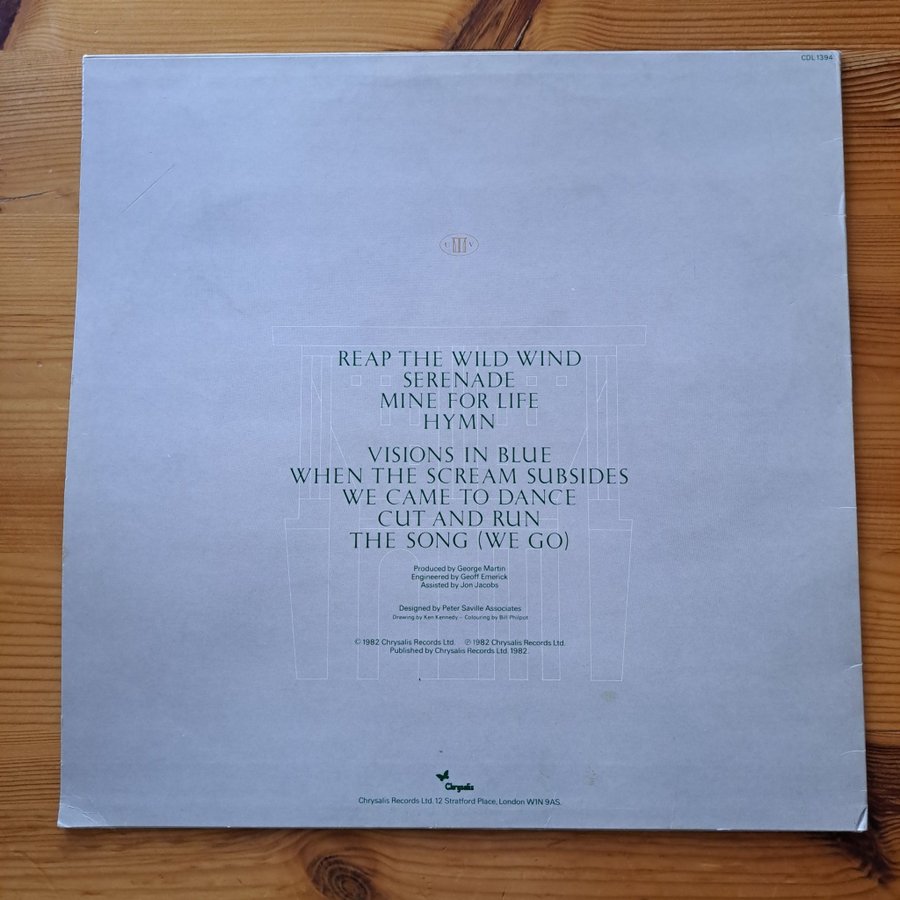 CDL 1394
REAP THE WILD WIND
SERENADE
MINE FOR LIFE
HYMN
VISIONS IN BLUE
WHEN THE SCREAM SUBSIDES
WE CAME TO DANCE
CUT AND RUN
THE SONG (WE GO)
Produced by George Martin
Engineered by Geoff Emerick
Assisted by Jon Jacobs
Designed by Peter Saville Associates
Drawing by Ken Kennedy – Colouring by Bill Philpot
© 1982 Chrysalis Records Ltd. ℗ 1982 Chrysalis Records Ltd.
Published by Chrysalis Records Ltd. 1982.
Chrysalis
Chrysalis Records Ltd. 12 Stratford Place, London W1N 9AS.